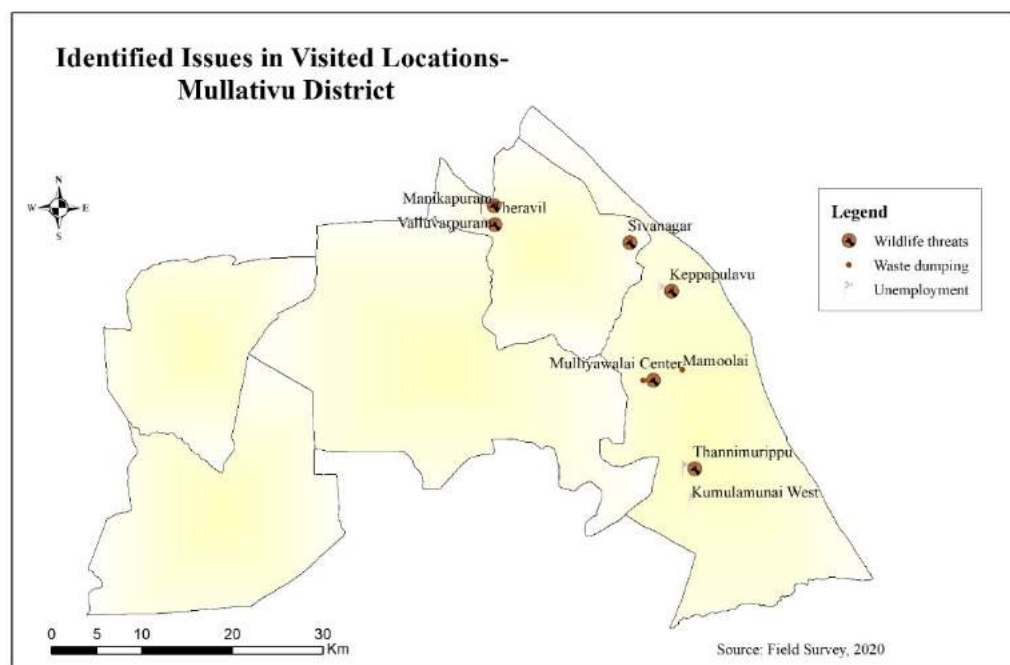 Identified Issues in Visited Locations-
Mullativu District
N
W E
S
Manikapuram
Theravil
Valluvarpuram
Sivanagar
Keppapulavu
Mulliyawalai Center
Mamoolai
Thannimurippu
Kumulamunai West
Legend
Wildlife threats
Waste dumping
Unemployment
0 5 10 20 30
Km
Source: Field Survey, 2020